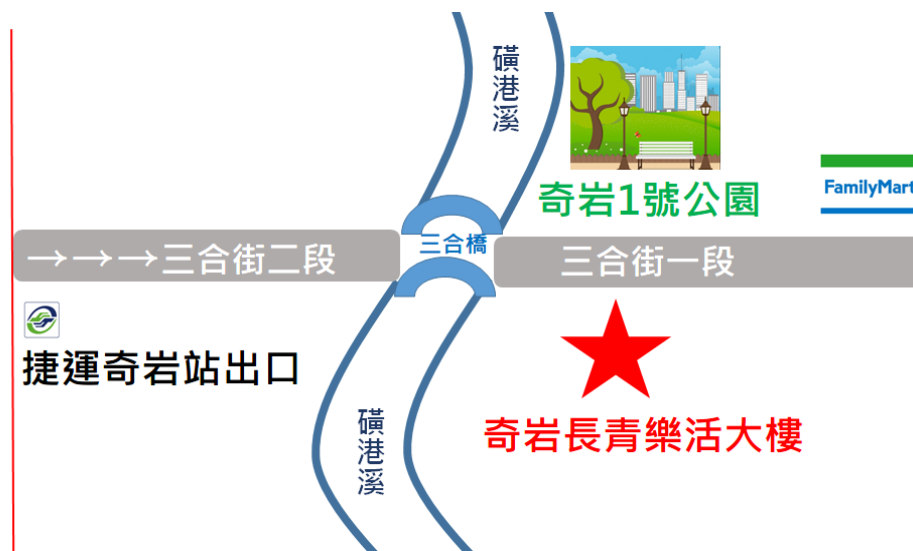 磺港溪
奇岩1號公園
FamilyMart
→→→三合街二段
三合橋
三合街一段
捷運奇岩站出口
磺港溪
奇岩長青樂活大樓